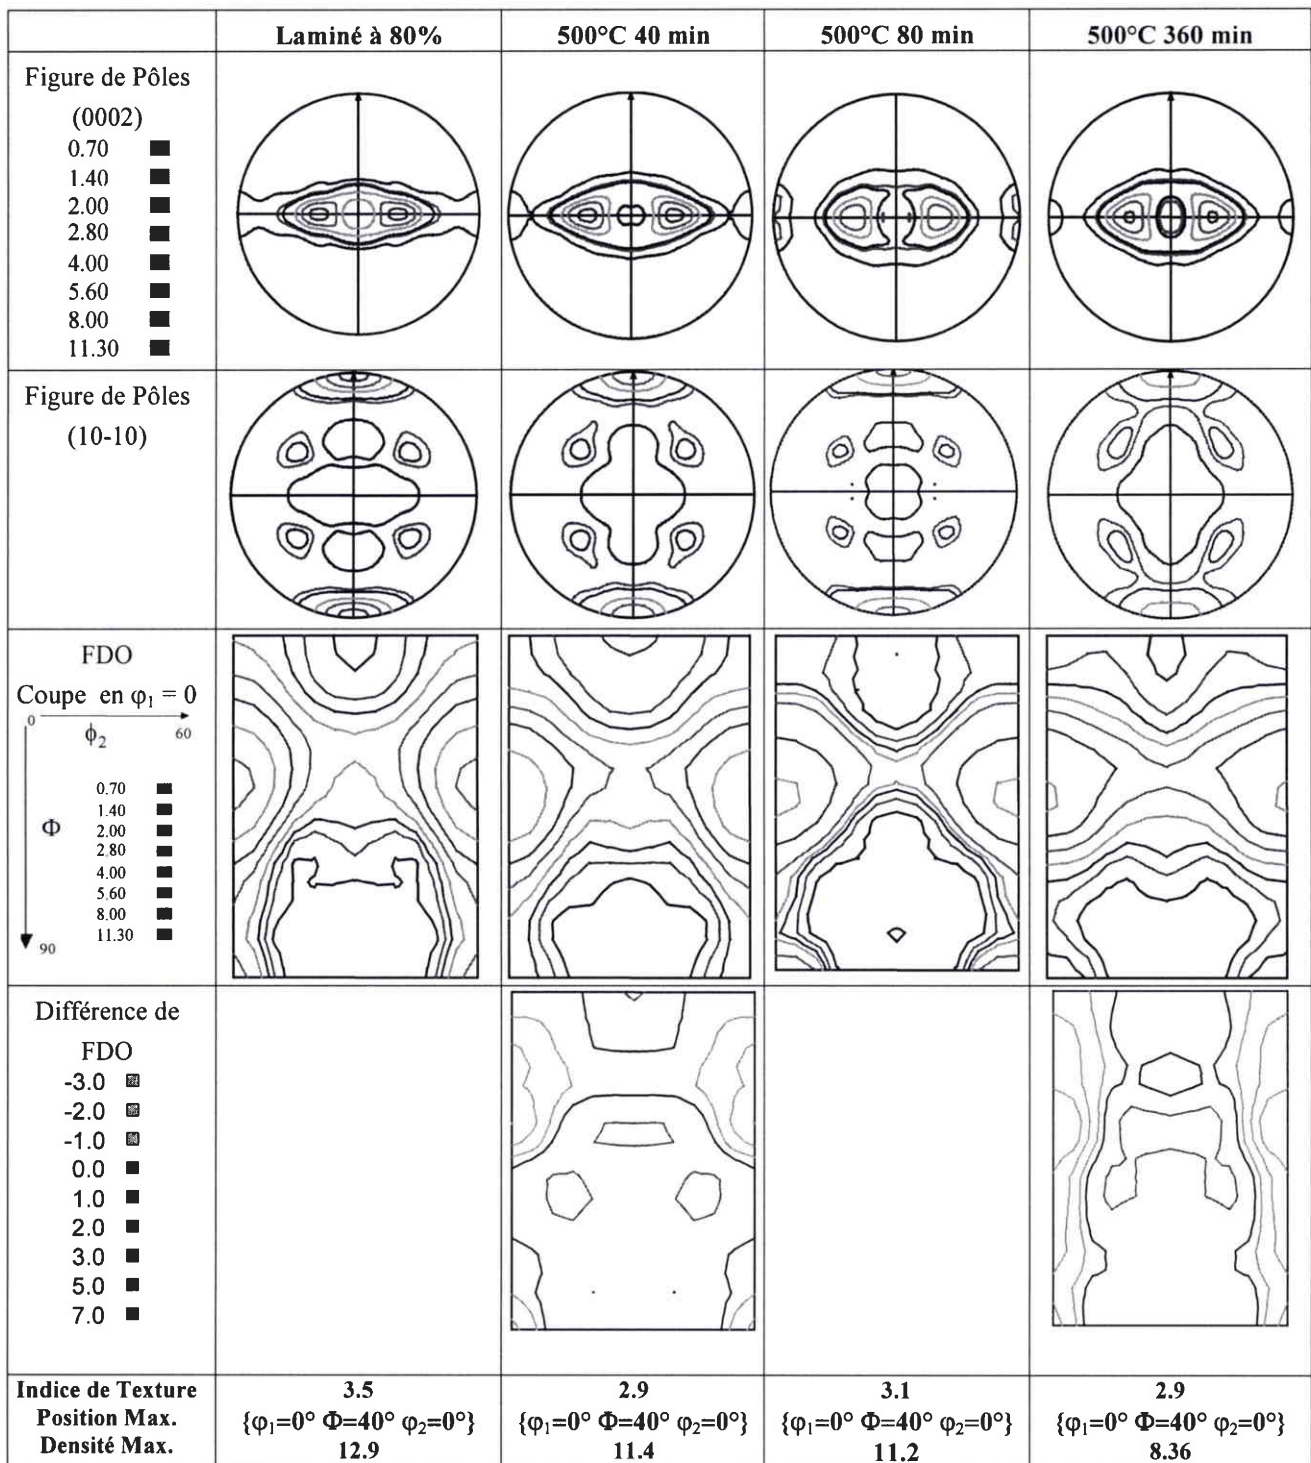 Laminé à 80% 500°C 40 min 500°C 80 min 500°C 360 min
Figure de Pôles
(0002)
0.70
1.40
2.00
2.80
4.00
5.60
8.00
11.30
Figure de Pôles
(10-10)
FDO
Coupe en φ₁ = 0
0
ϕ₂ 60
Φ
90
0.70
1.40
2.00
2.80
4.00
5.60
8.00
11.30
Différence de
FDO
-3.0
-2.0
-1.0
0.0
1.0
2.0
3.0
5.0
7.0
Indice de Texture 3.5 2.9 3.1 2.9
Position Max. {φ₁=0° Φ=40° φ₂=0°} {φ₁=0° Φ=40° φ₂=0°} {φ₁=0° Φ=40° φ₂=0°} {φ₁=0° Φ=40° φ₂=0°}
Densité Max. 12.9 11.4 11.2 8.36